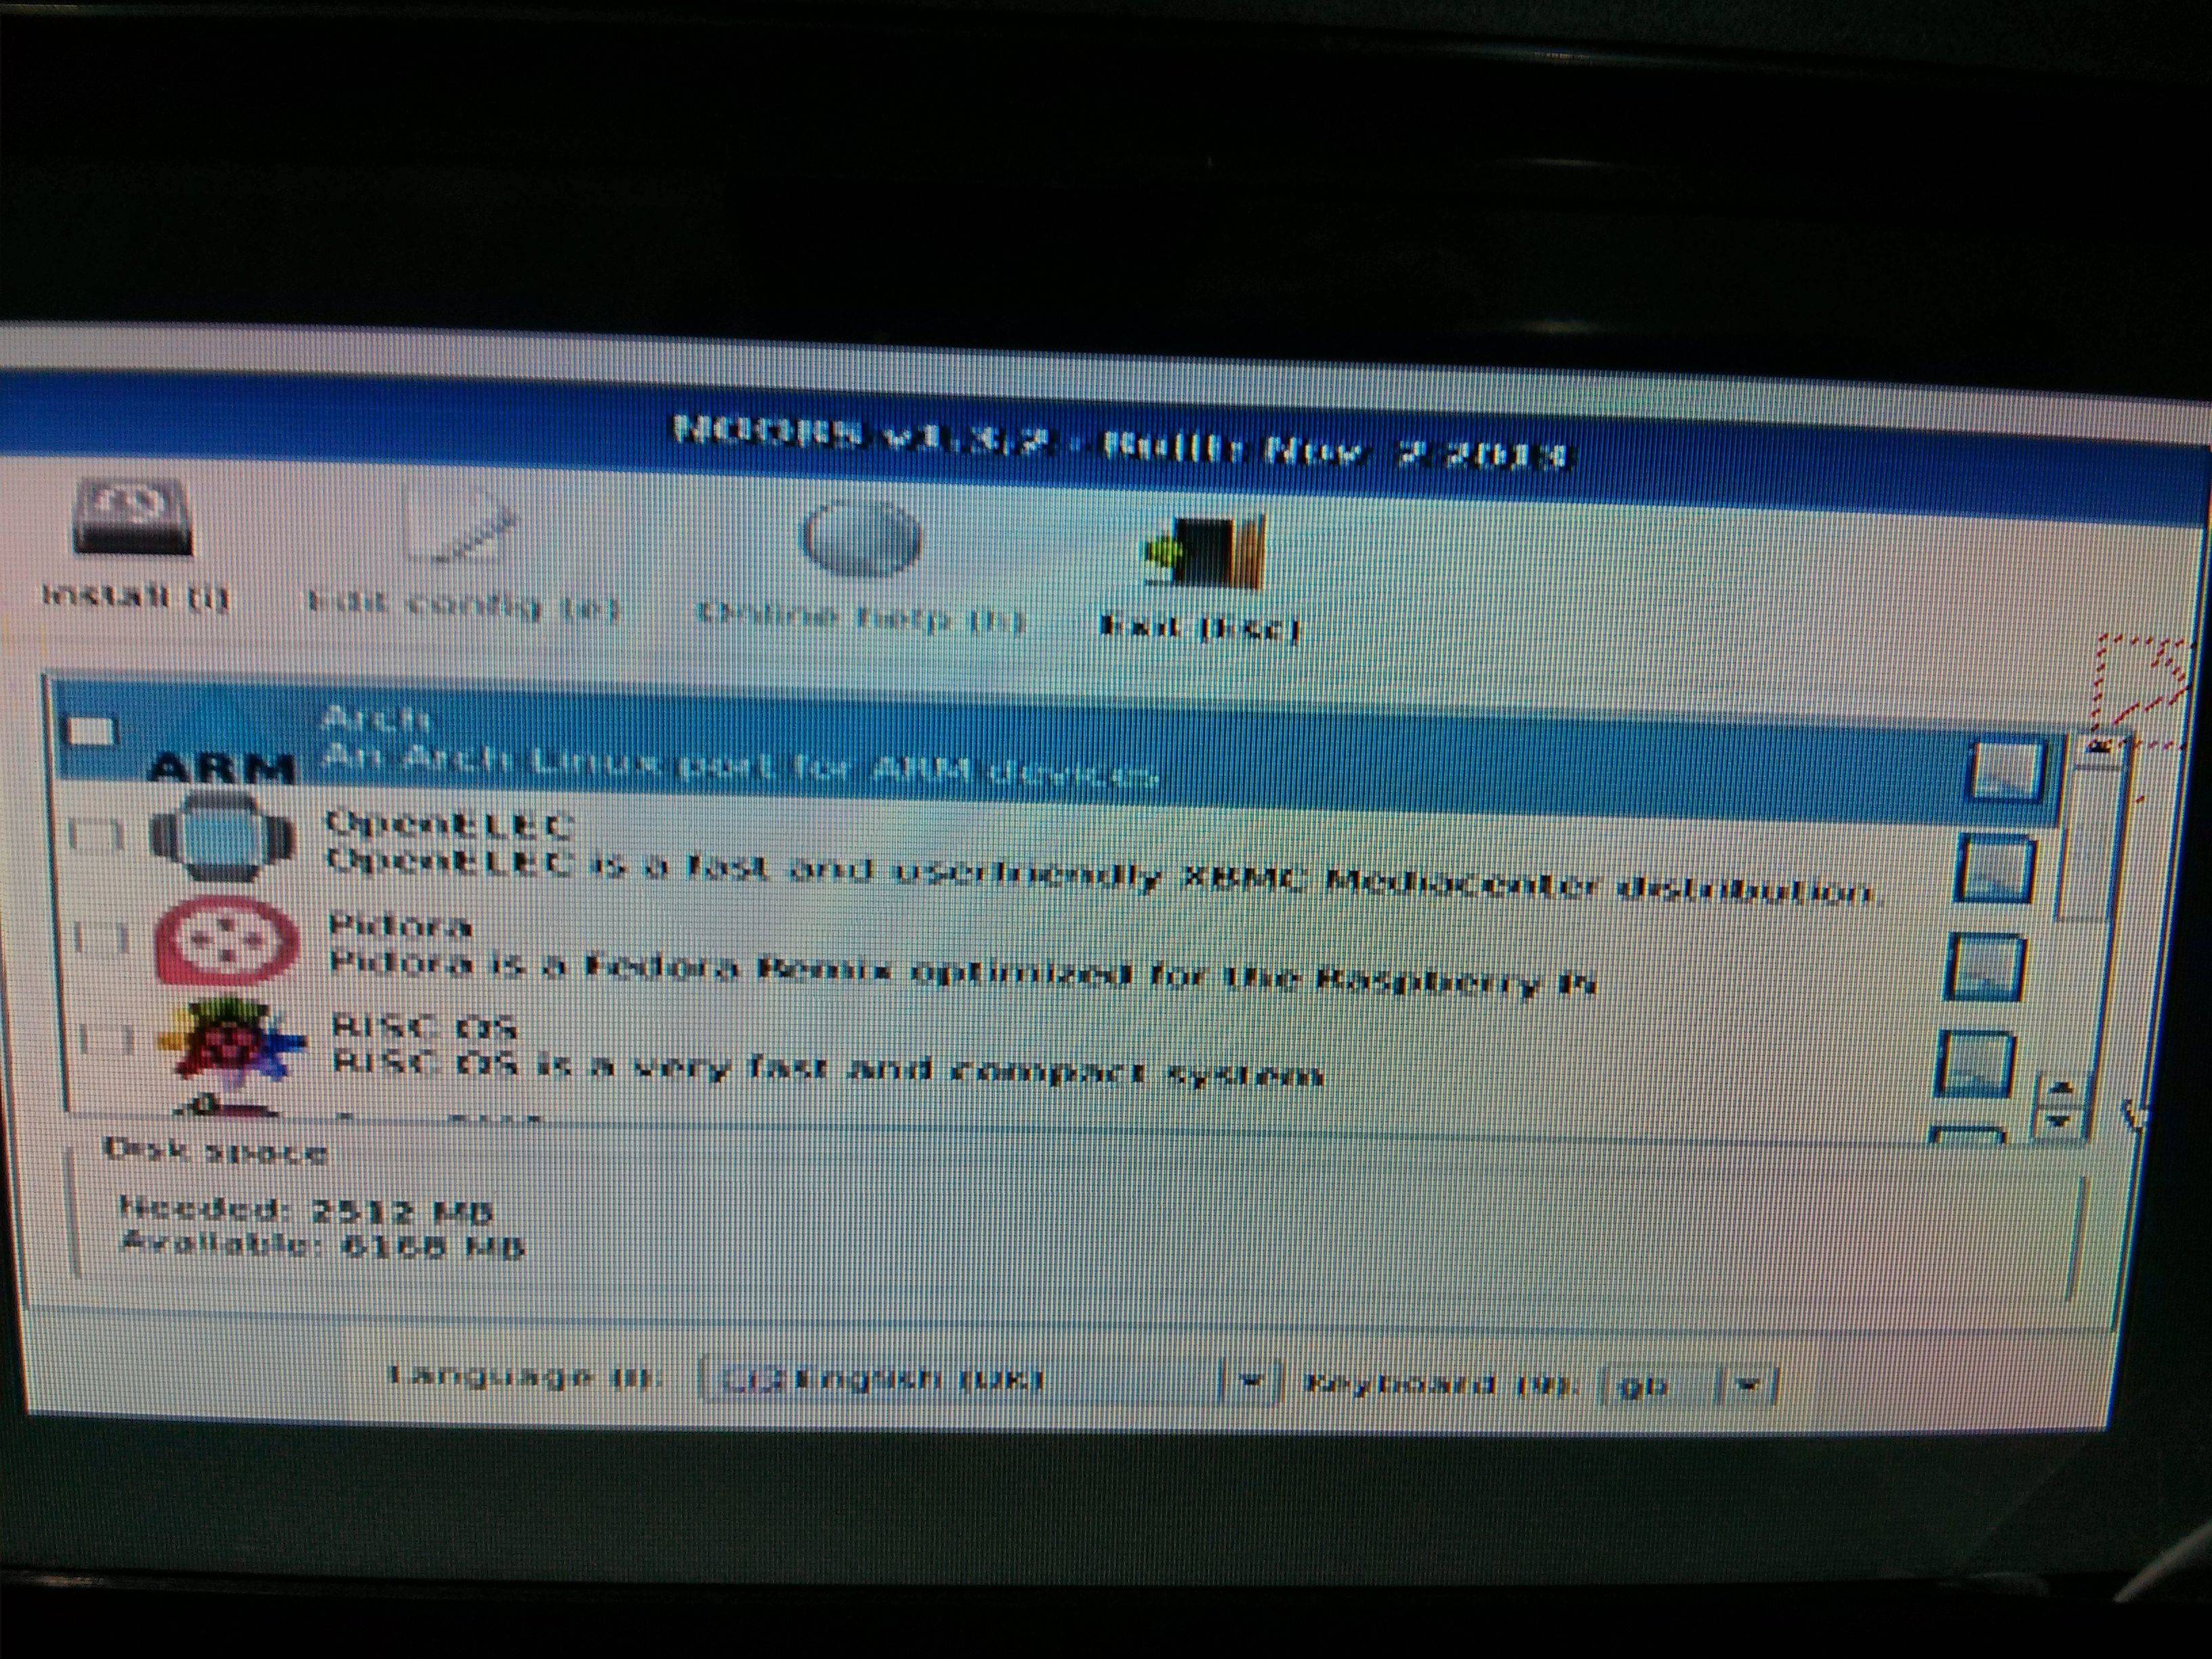 NOOBS v1.3.2 - Built: Nov 7 2013
Install (i) Edit config (e) Online help (h) Exit (Esc)
ARM
Arch
An Arch Linux port for ARM devices
OpenELEC
OpenELEC is a fast and userfriendly XBMC Mediacenter distribution.
Pidora
Pidora is a Fedora Remix optimized for the Raspberry Pi
RISC OS
RISC OS is a very fast and compact system
Disk space
Needed: 2512 MB
Available: 6168 MB
Language (l): English (UK) Keyboard (9): gb